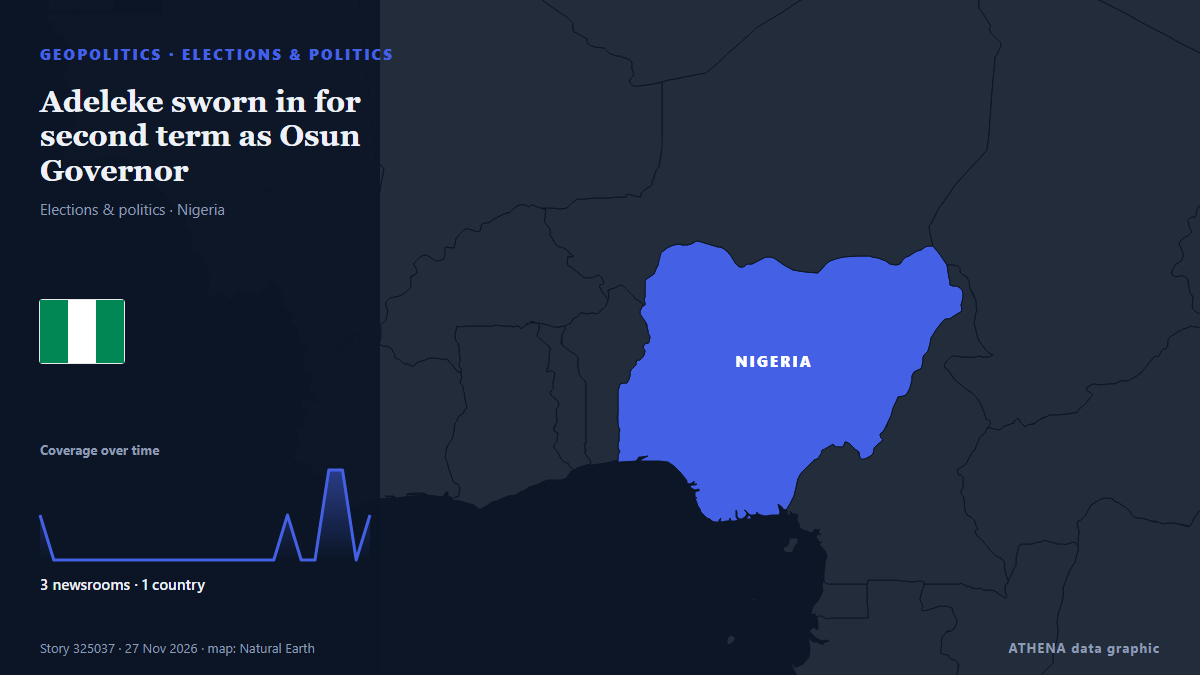 GEOPOLITICS · ELECTIONS & POLITICS
Adeleke sworn in for
second term as Osun
Governor
Elections & politics · Nigeria
NIGERIA
Coverage over time
3 newsrooms · 1 country
Story 325037 · 27 Nov 2026 · map: Natural Earth
ATHENA data graphic